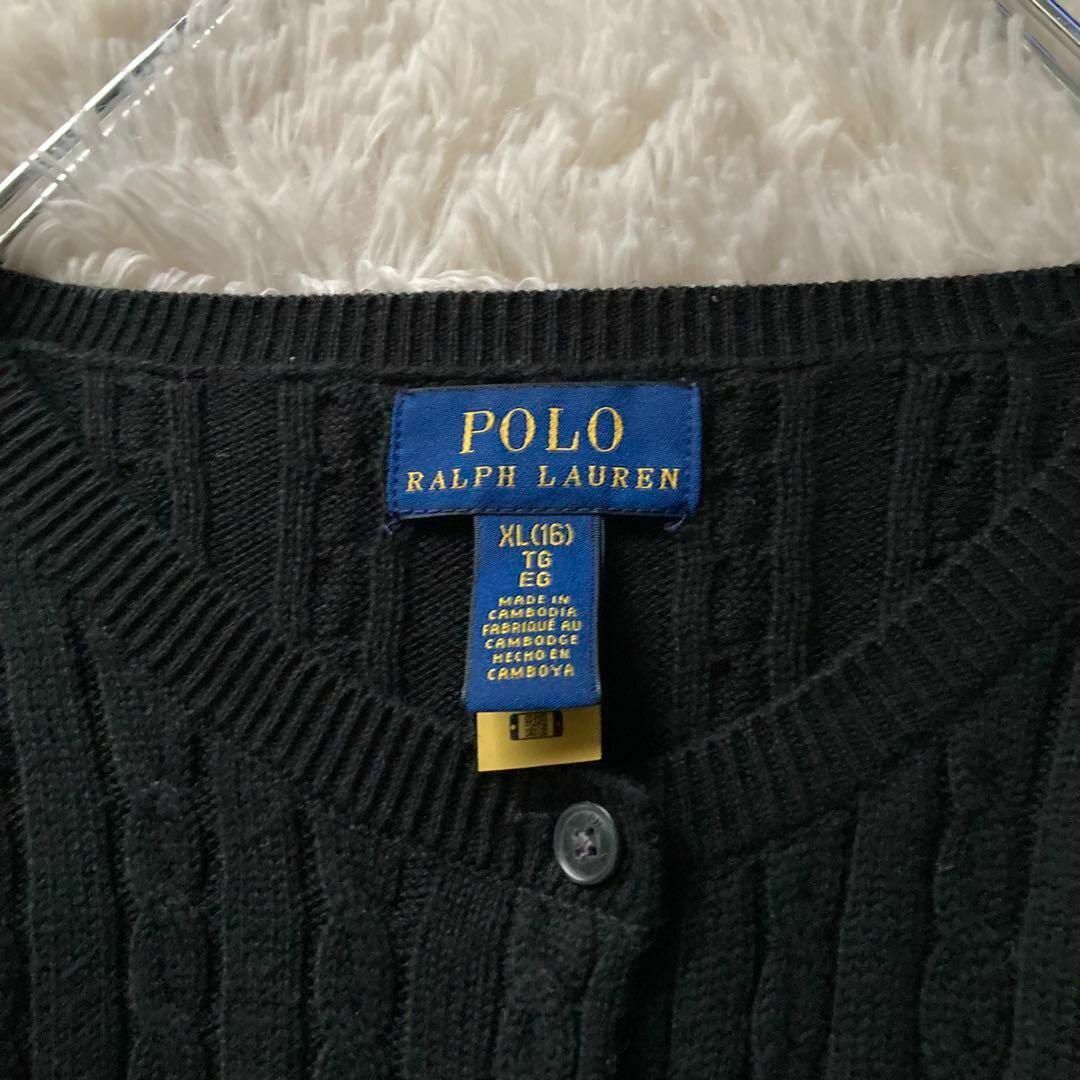 POLO
RALPH LAUREN
XL(16)
TG
EG
MADE IN
CAMBODIA
FABRIQUÉ AU
CAMBODGE
HECHO EN
CAMBOYA